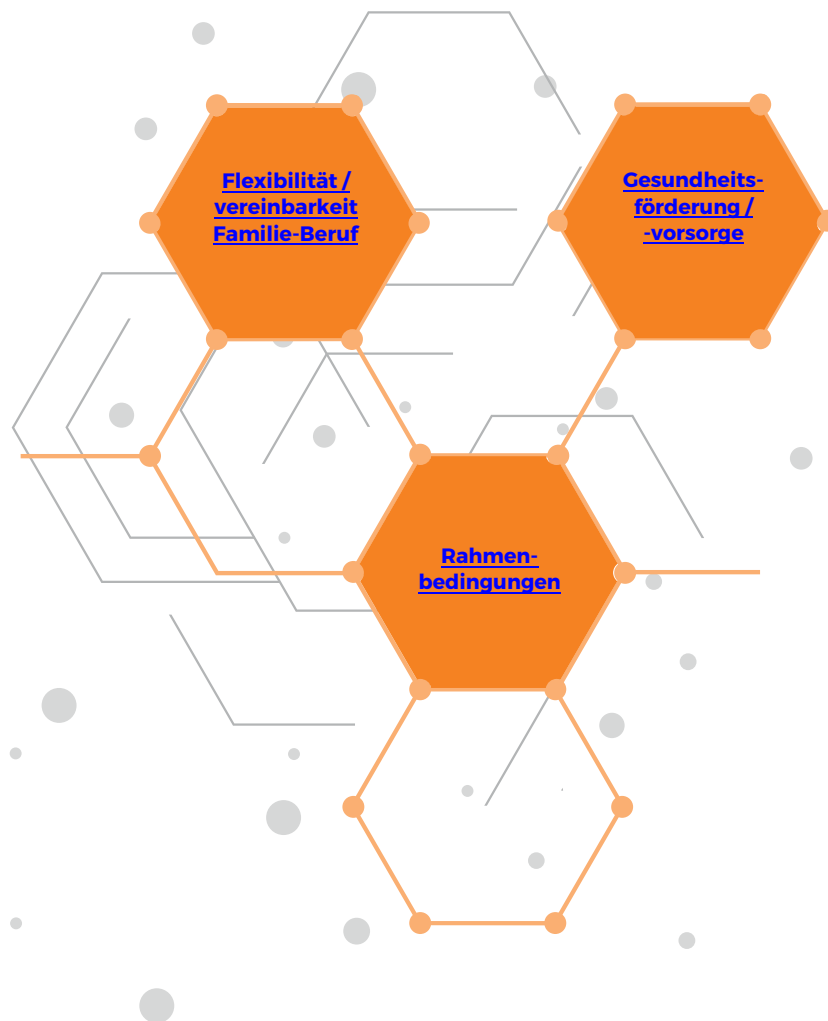 Flexibilität /
vereinbarkeit
Familie-Beruf
Gesundheits-
förderung /
-vorsorge
Rahmen-
bedingungen